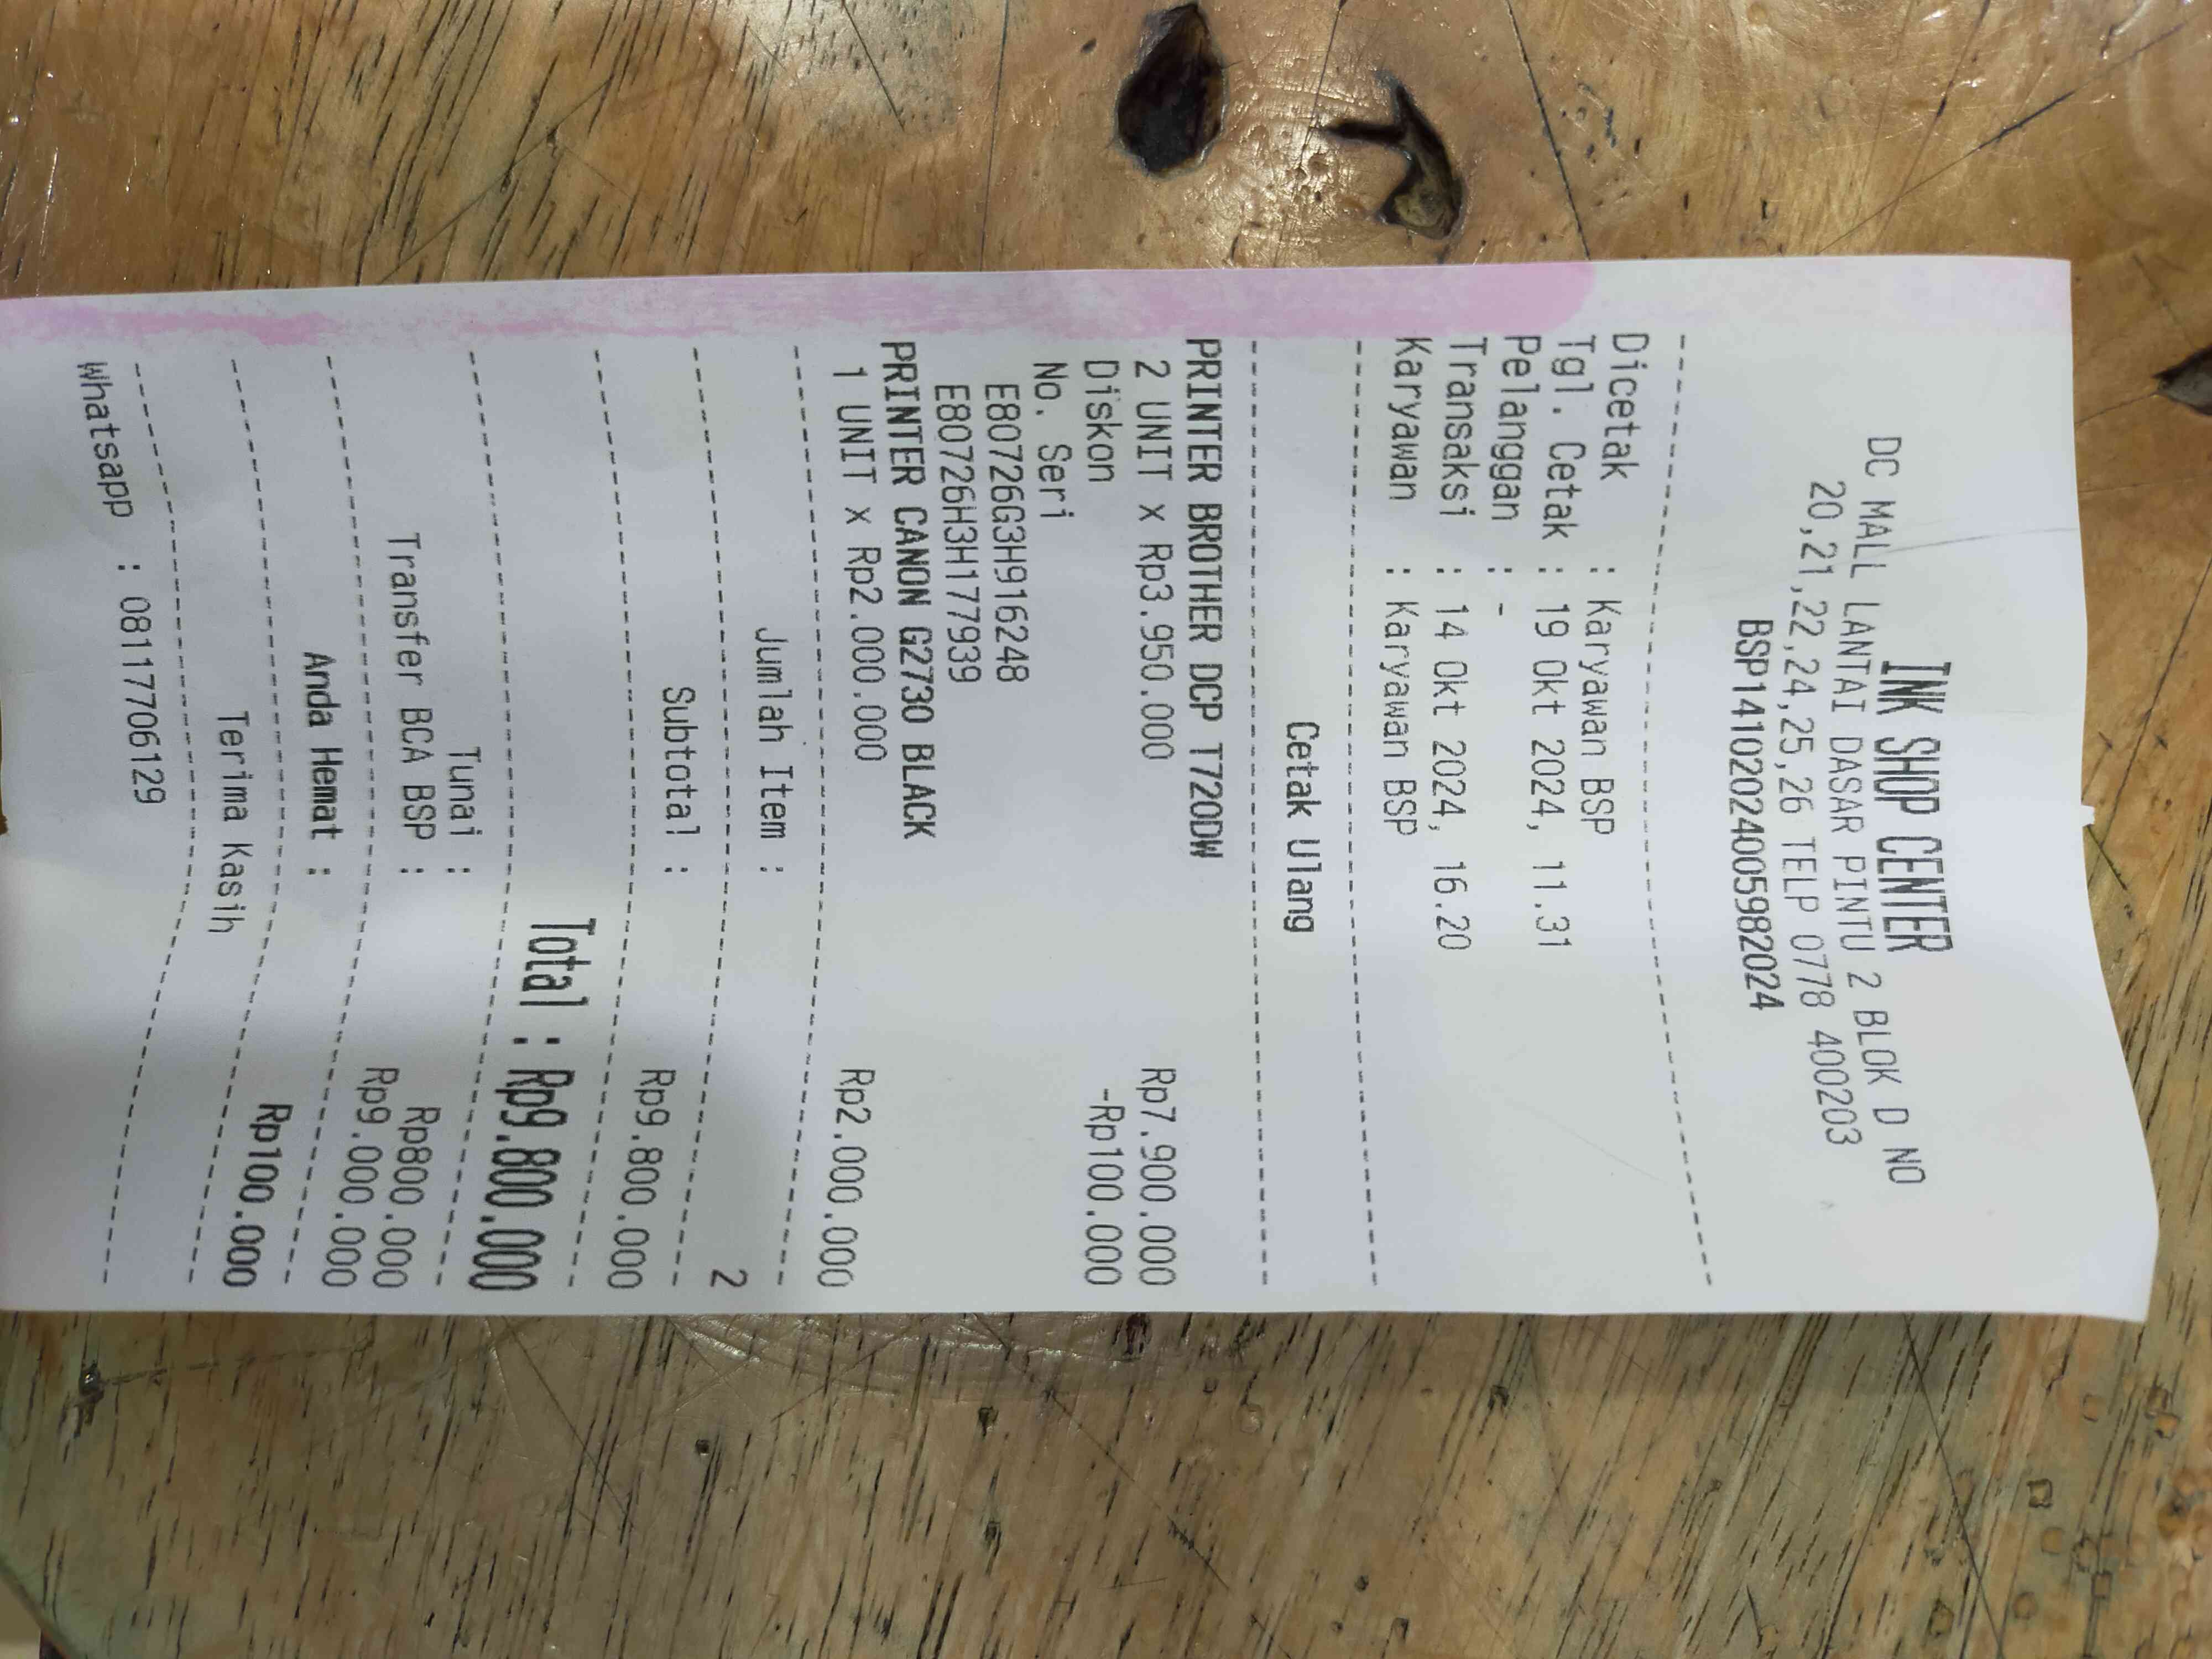 INK SHOP CENTER
DC MALL LANTAI DASAR PINTU 2 BLOK D NO
20,21,22,24,25,26 TELP 0778 400203
BSP14102024005982024
Dicetak : Karyawan BSP
Tgl. Cetak : 19 Okt 2024, 11.31
Pelanggan : -
Transaksi : 14 Okt 2024, 16.20
Karyawan : Karyawan BSP
Cetak Ulang
PRINTER BROTHER DCP T720DW
2 UNIT x Rp3.950.000 Rp7.900.000
Diskon -Rp100.000
No. Seri
E80726G3H916248
E80726H3H177939
PRINTER CANON G2730 BLACK
1 UNIT x Rp2.000.000 Rp2.000.000
Jumlah Item : 2
Subtotal : Rp9.800.000
Total : Rp9.800.000
Tunai : Rp800.000
Transfer BCA BSP : Rp9.000.000
Anda Hemat : Rp100.000
Terima Kasih
Whatsapp : 08117706129